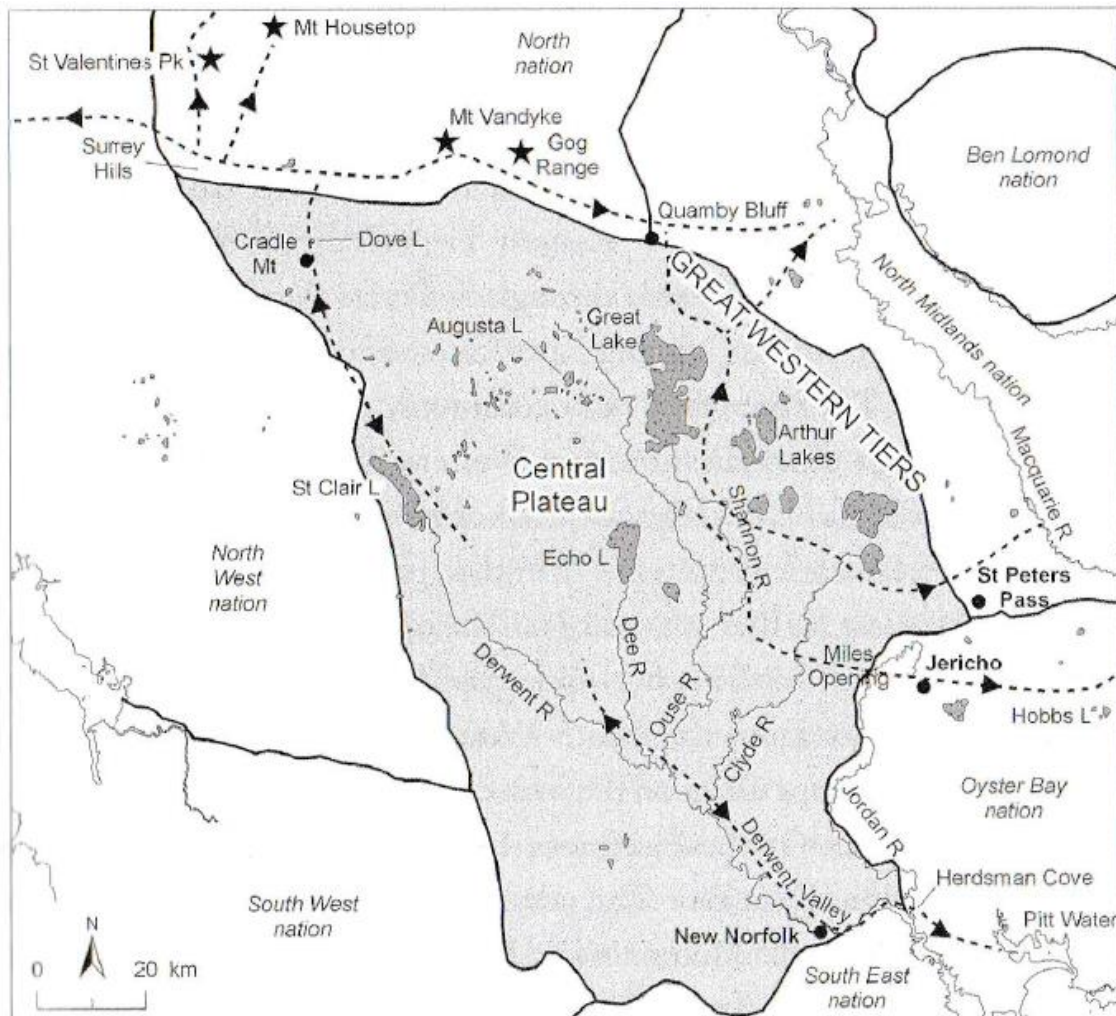 Mt Housetop
St Valentines Pk
North
nation
Mt Vandyke
Gog
Range
Surrey
Hills
Ben Lomond
nation
Quamby Bluff
Dove L
Cradle
Mt
GREAT WESTERN TIERS
North Midlands nation
Great
Lake
Augusta L
Arthur
Lakes
Macquarie R
Central
Plateau
St Clair L
Shannon R
Echo L
North
West
nation
St Peters
Pass
Dee R
Miles
Opening
Jericho
Derwent R
Ouse R
Hobbs L
Clyde R
Oyster Bay
nation
Jordan R
Derwent Valley
Herdsman Cove
South West
nation
Pitt Water
New Norfolk
N
South East
nation
0 20 km